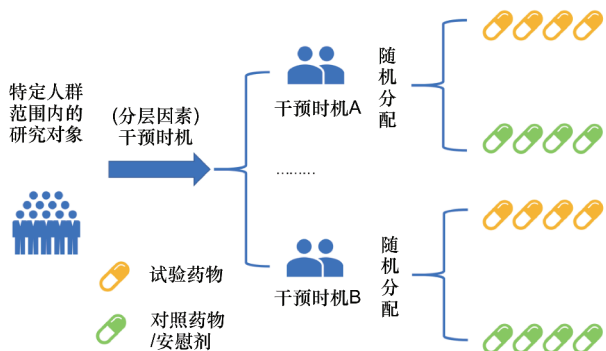 特定人群
范围内的
研究对象
(分层因素)
干预时机
干预时机A
随机分配
………
干预时机B
随机分配
试验药物
对照药物
/安慰剂